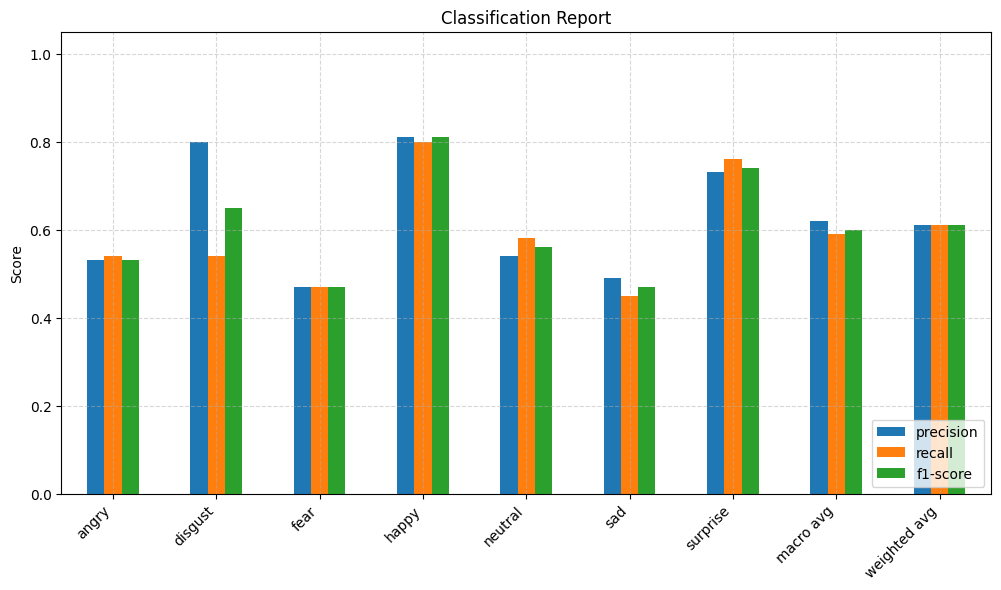 Classification Report
Score
1.0
0.8
0.6
0.4
0.2
0.0
angry
disgust
fear
happy
neutral
sad
surprise
macro avg
weighted avg
precision
recall
f1-score